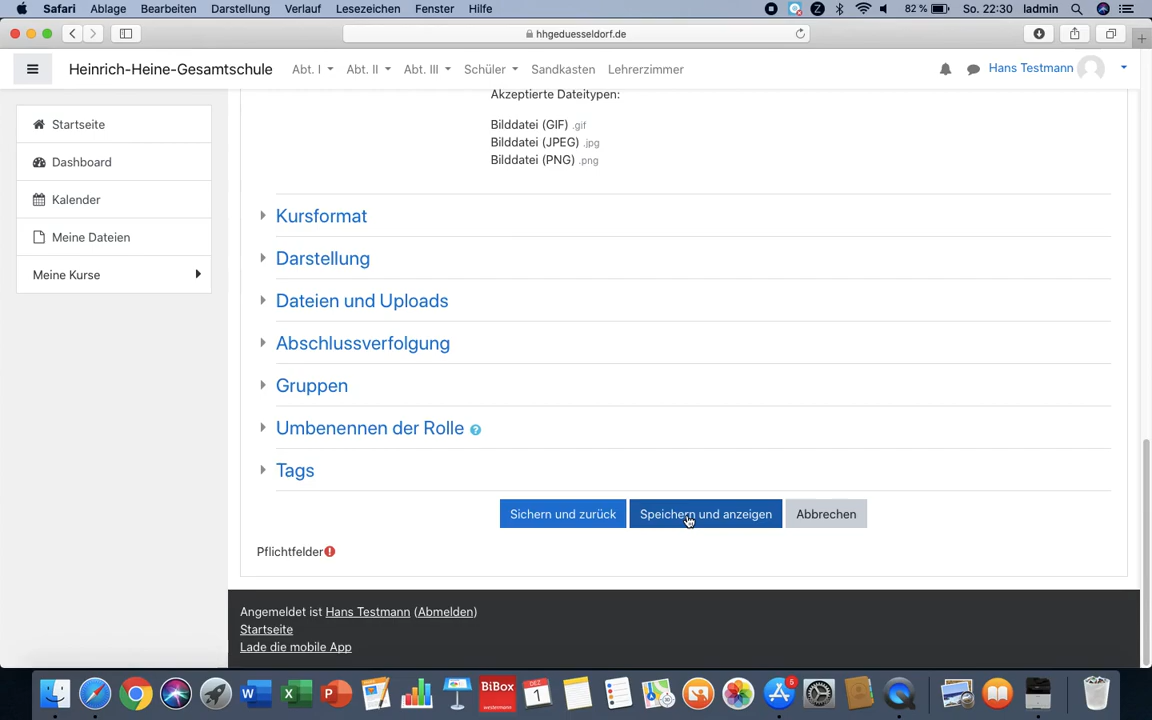 Safari Ablage Bearbeiten Darstellung Verlauf Lesezeichen Fenster Hilfe 82 % So. 22:30 ladmin
hhgeduesseldorf.de
Heinrich-Heine-Gesamtschule Abt. I Abt. II Abt. III Schüler Sandkasten Lehrerzimmer Hans Testmann
Akzeptierte Dateitypen:
Startseite
Bilddatei (GIF) .gif
Bilddatei (JPEG) .jpg
Bilddatei (PNG) .png
Dashboard
Kalender
Meine Dateien
Meine Kurse
Kursformat
Darstellung
Dateien und Uploads
Abschlussverfolgung
Gruppen
Umbenennen der Rolle
Tags
Sichern und zurück Speichern und anzeigen Abbrechen
Pflichtfelder
Angemeldet ist Hans Testmann (Abmelden)
Startseite
Lade die mobile App
BiBox
westermann
DEZ
1
5